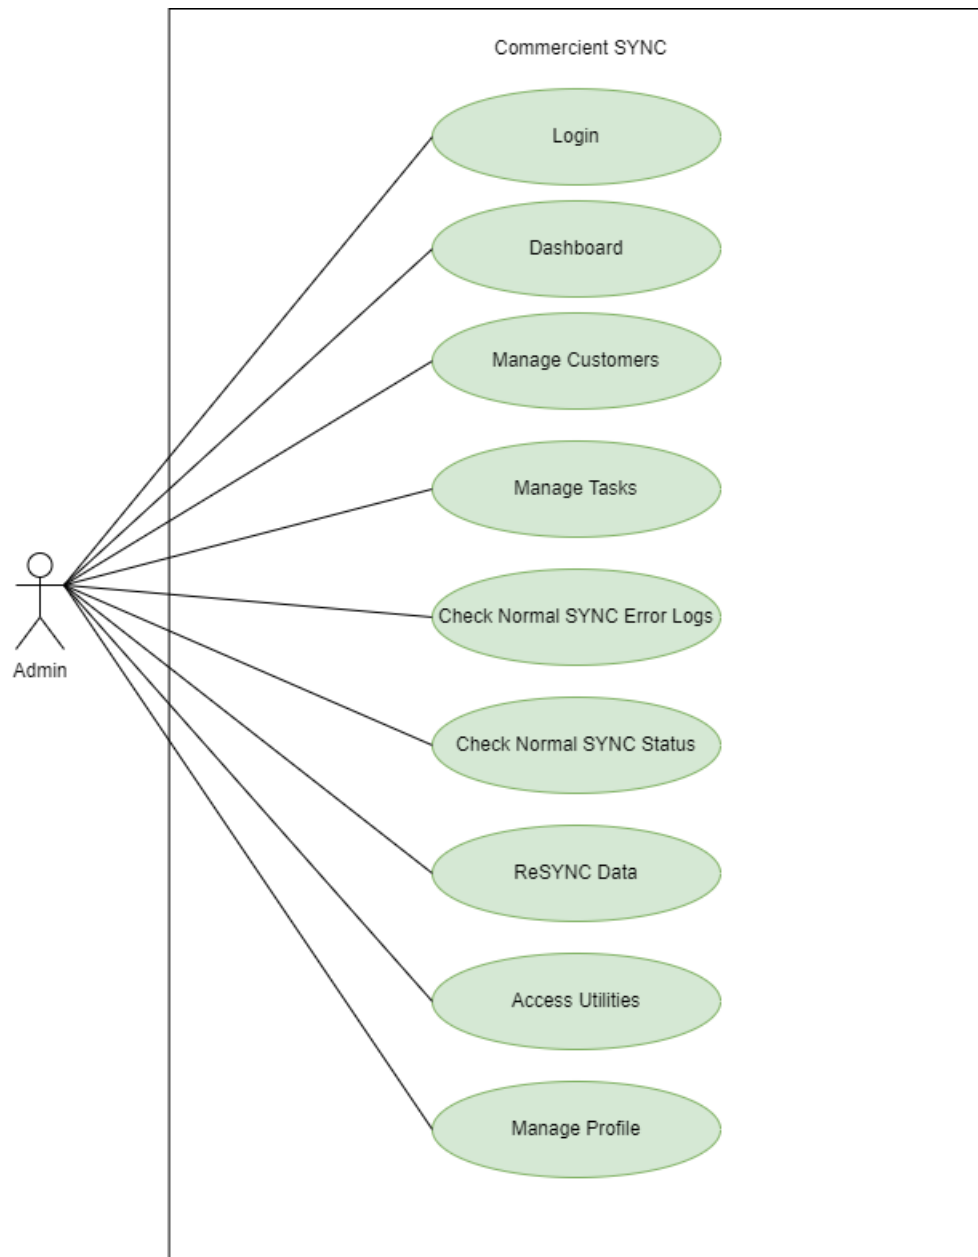 Commercient SYNC
Login
Dashboard
Manage Customers
Manage Tasks
Check Normal SYNC Error Logs
Admin
Check Normal SYNC Status
ReSYNC Data
Access Utilities
Manage Profile